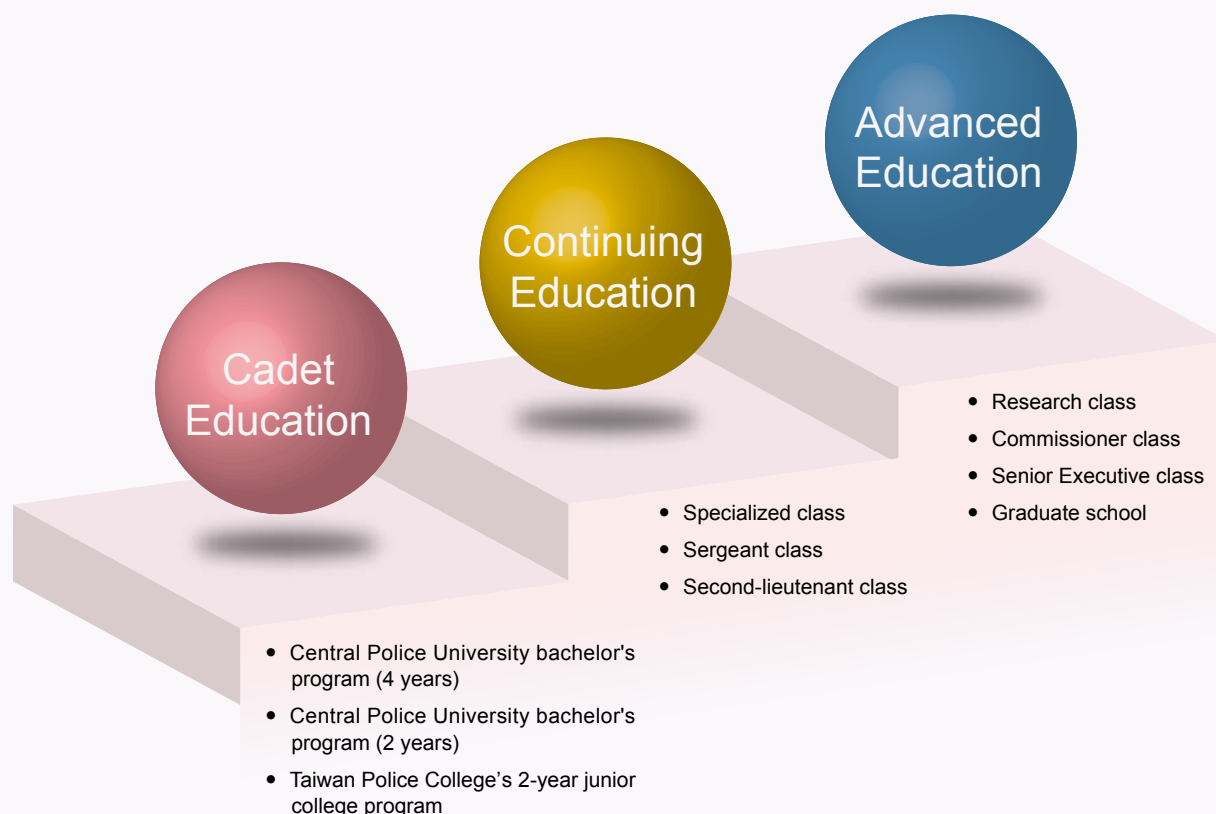 Advanced
Education
Continuing
Education
Cadet
Education
• Research class
• Commissioner class
• Senior Executive class
• Graduate school
• Specialized class
• Sergeant class
• Second-lieutenant class
• Central Police University bachelor's
program (4 years)
• Central Police University bachelor's
program (2 years)
• Taiwan Police College’s 2-year junior
college program